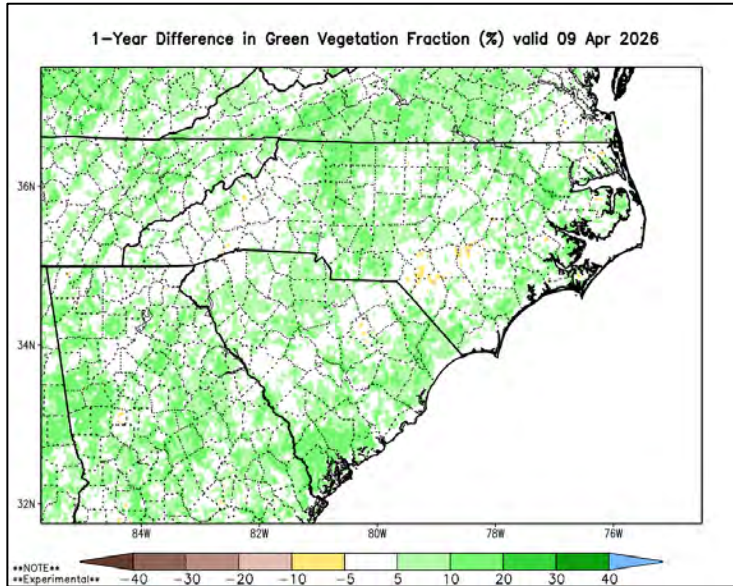 1-Year Difference in Green Vegetation Fraction (%) valid 09 Apr 2026
36N
34N
32N
84W 82W 80W 78W 76W
**NOTE**
**Experimental** -40 -30 -20 -10 -5 5 10 20 30 40